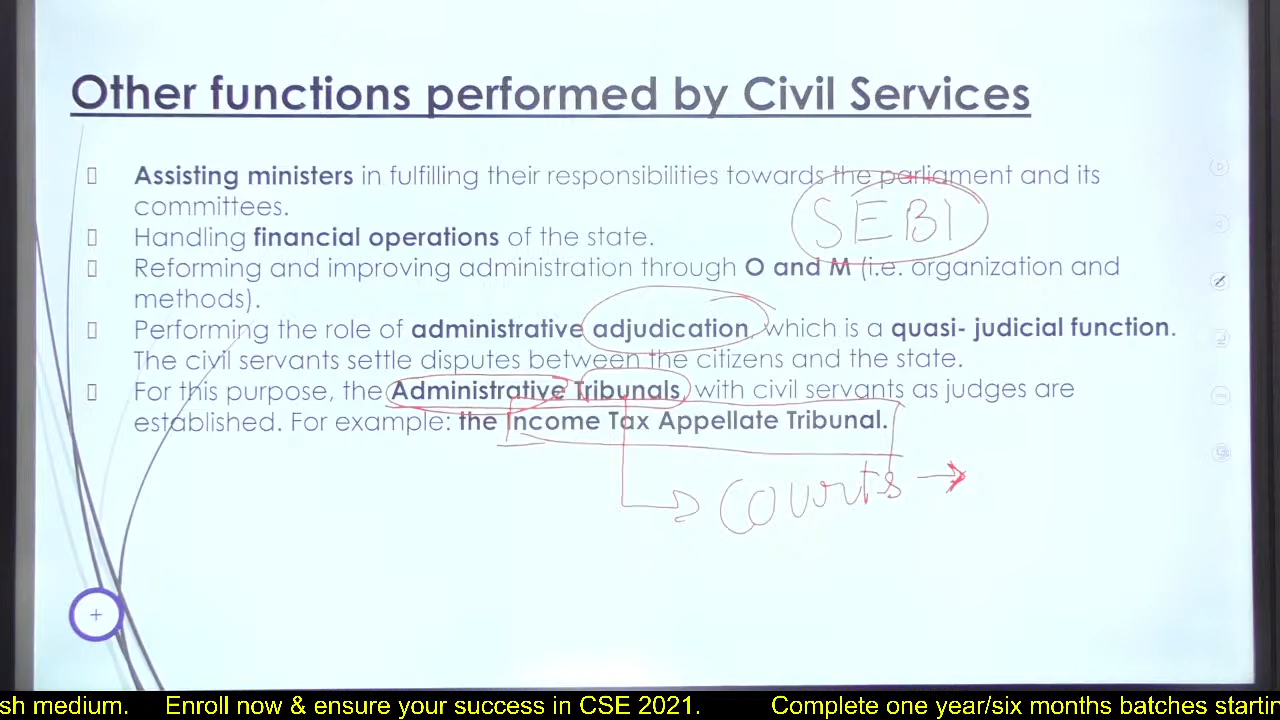 Other functions performed by Civil Services
Assisting ministers in fulfilling their responsibilities towards the parliament and its
committees.
SEBI
Handling financial operations of the state.
Reforming and improving administration through O and M (i.e. organization and
methods).
Performing the role of administrative adjudication, which is a quasi- judicial function.
The civil servants settle disputes between the citizens and the state.
For this purpose, the Administrative Tribunals, with civil servants as judges are
established. For example: the Income Tax Appellate Tribunal.
Courts →
+
sh medium. Enroll now & ensure your success in CSE 2021. Complete one year/six months batches startin